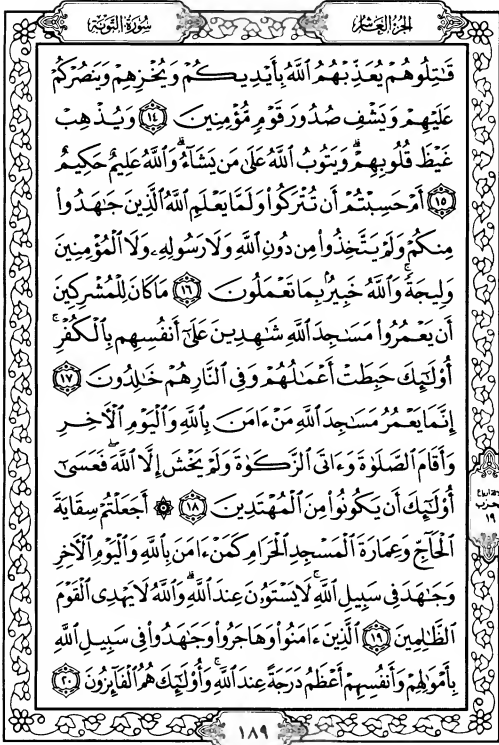 الجزء العاشر
سورة التوبة
قَٰتِلُوهُمْ يُعَذِّبْهُمُ ٱللَّهُ بِأَيْدِيكُمْ وَيُخْزِهِمْ وَيَنصُرْكُمْ
عَلَيْهِمْ وَيَشْفِ صُدُورَ قَوْمٍ مُّؤْمِنِينَ ١٤ وَيُذْهِبْ
غَيْظَ قُلُوبِهِمْ ۗ وَيَتُوبُ ٱللَّهُ عَلَىٰ مَن يَشَآءُ ۗ وَٱللَّهُ عَلِيمٌ حَكِيمٌ
١٥ أَمْ حَسِبْتُمْ أَن تُتْرَكُوا۟ وَلَمَّا يَعْلَمِ ٱللَّهُ ٱلَّذِينَ جَٰهَدُوا۟
مِنكُمْ وَلَمْ يَتَّخِذُوا۟ مِن دُونِ ٱللَّهِ وَلَا رَسُولِهِۦ وَلَا ٱلْمُؤْمِنِينَ
وَلِيجَةً ۚ وَٱللَّهُ خَبِيرٌۢ بِمَا تَعْمَلُونَ ١٦ مَا كَانَ لِلْمُشْرِكِينَ
أَن يَعْمُرُوا۟ مَسَٰجِدَ ٱللَّهِ شَٰهِدِينَ عَلَىٰٓ أَنفُسِهِم بِٱلْكُفْرِ ۚ
أُو۟لَٰٓئِكَ حَبِطَتْ أَعْمَٰلُهُمْ وَفِى ٱلنَّارِ هُمْ خَٰلِدُونَ ١٧
إِنَّمَا يَعْمُرُ مَسَٰجِدَ ٱللَّهِ مَنْ ءَامَنَ بِٱللَّهِ وَٱلْيَوْمِ ٱلْءَاخِرِ
وَأَقَامَ ٱلصَّلَوٰةَ وَءَاتَى ٱلزَّكَوٰةَ وَلَمْ يَخْشَ إِلَّا ٱللَّهَ ۖ فَعَسَىٰٓ
أُو۟لَٰٓئِكَ أَن يَكُونُوا۟ مِنَ ٱلْمُهْتَدِينَ ١٨ ۞ أَجَعَلْتُمْ سِقَايَةَ
ٱلْحَآجِّ وَعِمَارَةَ ٱلْمَسْجِدِ ٱلْحَرَامِ كَمَنْ ءَامَنَ بِٱللَّهِ وَٱلْيَوْمِ ٱلْءَاخِرِ
وَجَٰهَدَ فِى سَبِيلِ ٱللَّهِ ۚ لَا يَسْتَوُۥنَ عِندَ ٱللَّهِ ۗ وَٱللَّهُ لَا يَهْدِى ٱلْقَوْمَ
ٱلظَّٰلِمِينَ ١٩ ٱلَّذِينَ ءَامَنُوا۟ وَهَاجَرُوا۟ وَجَٰهَدُوا۟ فِى سَبِيلِ ٱللَّهِ
بِأَمْوَٰلِهِمْ وَأَنفُسِهِمْ أَعْظَمُ دَرَجَةً عِندَ ٱللَّهِ ۚ وَأُو۟لَٰٓئِكَ هُمُ ٱلْفَآئِزُونَ ٢٠
الحزب
١٩
١٨٩